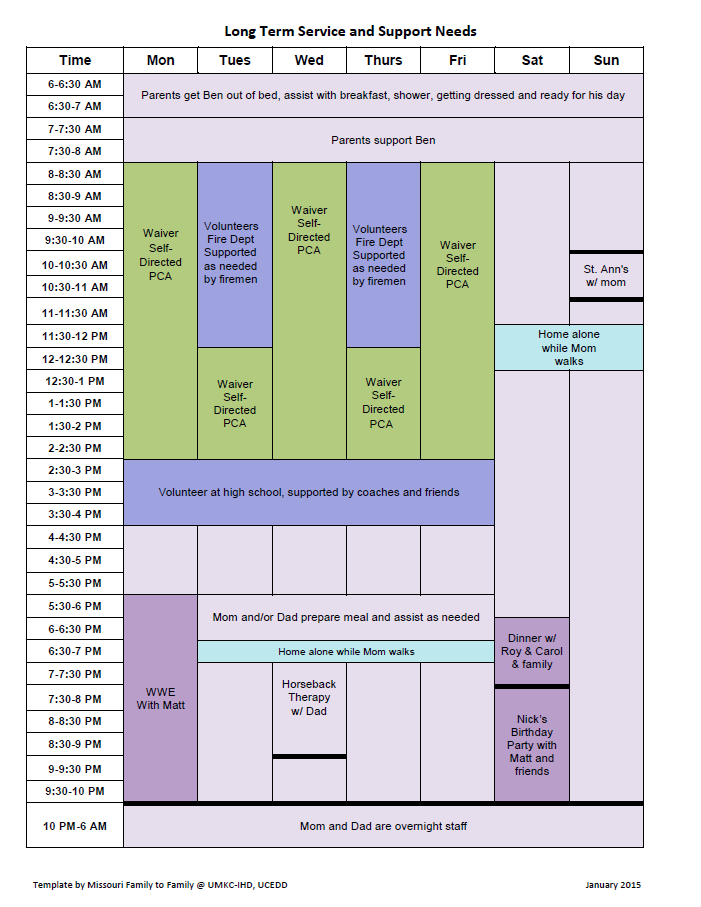 Long Term Service and Support Needs
Time Mon Tues Wed Thurs Fri Sat Sun
6-6:30 AM
6:30-7 AM
Parents get Ben out of bed, assist with breakfast, shower, getting dressed and ready for his day
7-7:30 AM
7:30-8 AM
Parents support Ben
8-8:30 AM
8:30-9 AM
9-9:30 AM
9:30-10 AM
10-10:30 AM
10:30-11 AM
11-11:30 AM
11:30-12 PM
12-12:30 PM
12:30-1 PM
1-1:30 PM
1:30-2 PM
2-2:30 PM
Waiver
Self-
Directed
PCA
Volunteers
Fire Dept
Supported
as needed
by firemen
Waiver
Self-
Directed
PCA
Waiver
Self-
Directed
PCA
Volunteers
Fire Dept
Supported
as needed
by firemen
Waiver
Self-
Directed
PCA
Waiver
Self-
Directed
PCA
St. Ann's
w/ mom
Home alone
while Mom
walks
2:30-3 PM
3-3:30 PM
3:30-4 PM
Volunteer at high school, supported by coaches and friends
4-4:30 PM
4:30-5 PM
5-5:30 PM
5:30-6 PM
6-6:30 PM
6:30-7 PM
7-7:30 PM
7:30-8 PM
8-8:30 PM
8:30-9 PM
9-9:30 PM
9:30-10 PM
WWE
With Matt
Mom and/or Dad prepare meal and assist as needed
Home alone while Mom walks
Horseback
Therapy
w/ Dad
Dinner w/
Roy & Carol
& family
Nick's
Birthday
Party with
Matt and
friends
10 PM-6 AM
Mom and Dad are overnight staff
Template by Missouri Family to Family @ UMKC-IHD, UCEDD
January 2015